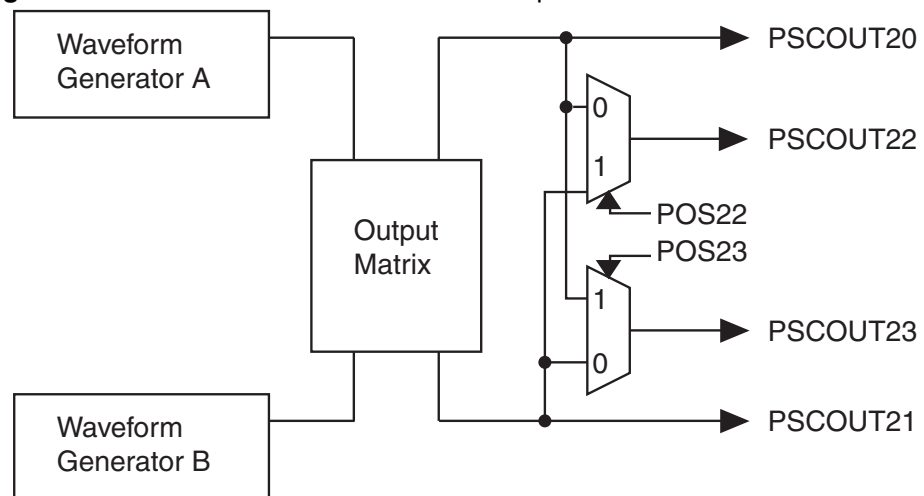 Waveform
Generator A
PSCOUT20
0
PSCOUT22
1
POS22
Output
Matrix
POS23
1
PSCOUT23
0
PSCOUT21
Waveform
Generator B